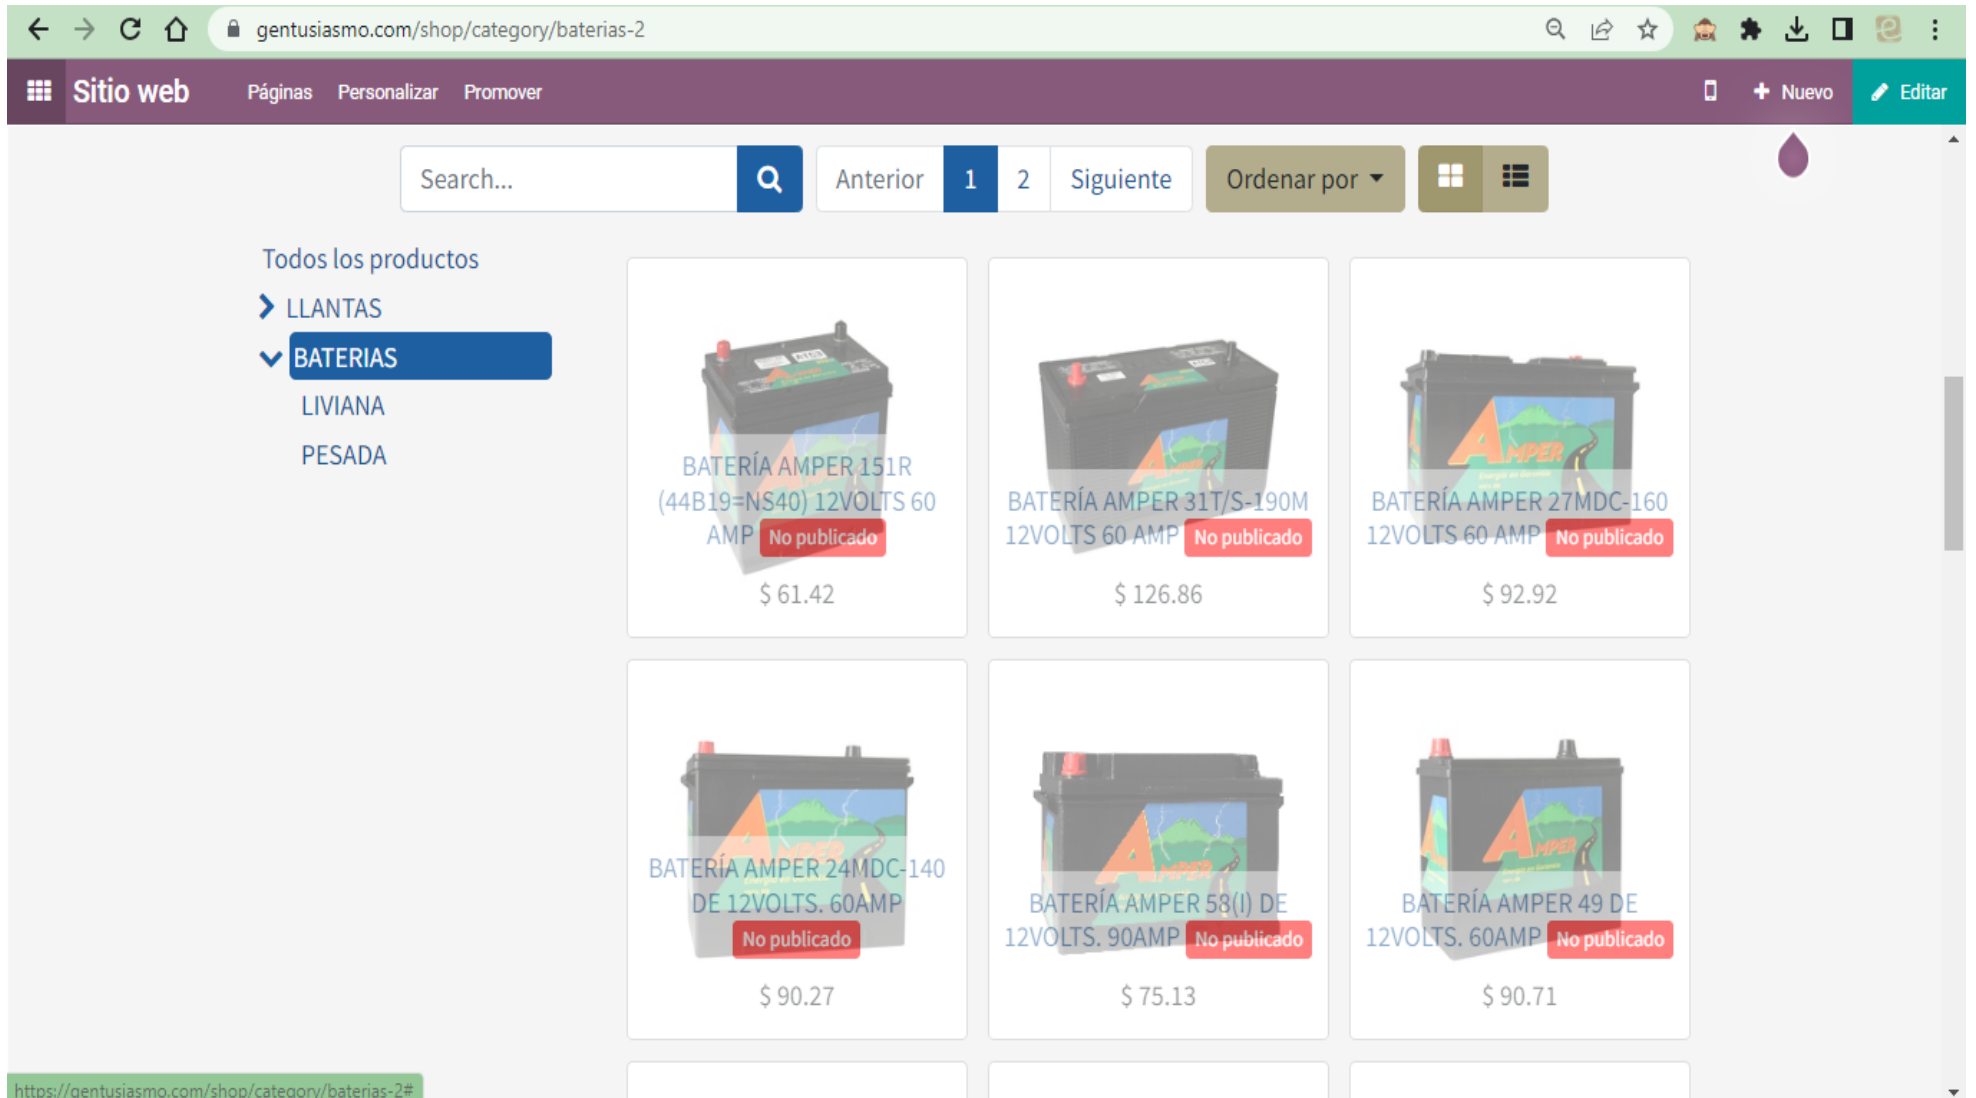 gentusiasmo.com/shop/category/baterias-2
Sitio web Páginas Personalizar Promover Nuevo Editar
Search... Anterior 1 2 Siguiente Ordenar por
Todos los productos
LLANTAS
BATERIAS
LIVIANA
PESADA
BATERÍA AMPER 151R
(44B19=NS40) 12VOLTS 60
AMP No publicado
$ 61.42
BATERÍA AMPER 31T/S-190M
12VOLTS 60 AMP No publicado
$ 126.86
AMPER
BATERÍA AMPER 27MDC-160
12VOLTS 60 AMP No publicado
$ 92.92
AMPER
BATERÍA AMPER 24MDC-140
DE 12VOLTS. 60AMP
No publicado
$ 90.27
AMPER
BATERÍA AMPER 58(I) DE
12VOLTS. 90AMP No publicado
$ 75.13
AMPER
BATERÍA AMPER 49 DE
12VOLTS. 60AMP No publicado
$ 90.71
https://gentusiasmo.com/shop/category/baterias-2#